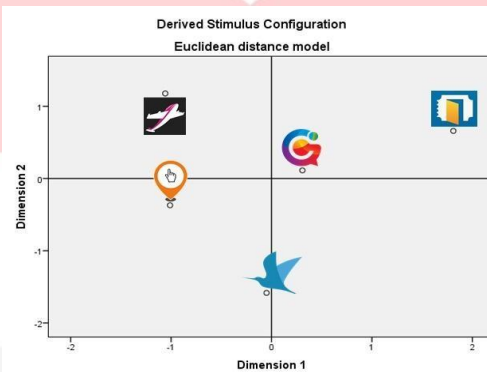 Derived Stimulus Configuration
Euclidean distance model
Dimension 2
1
0
-1
-2
-2
-1
0
1
2
Dimension 1